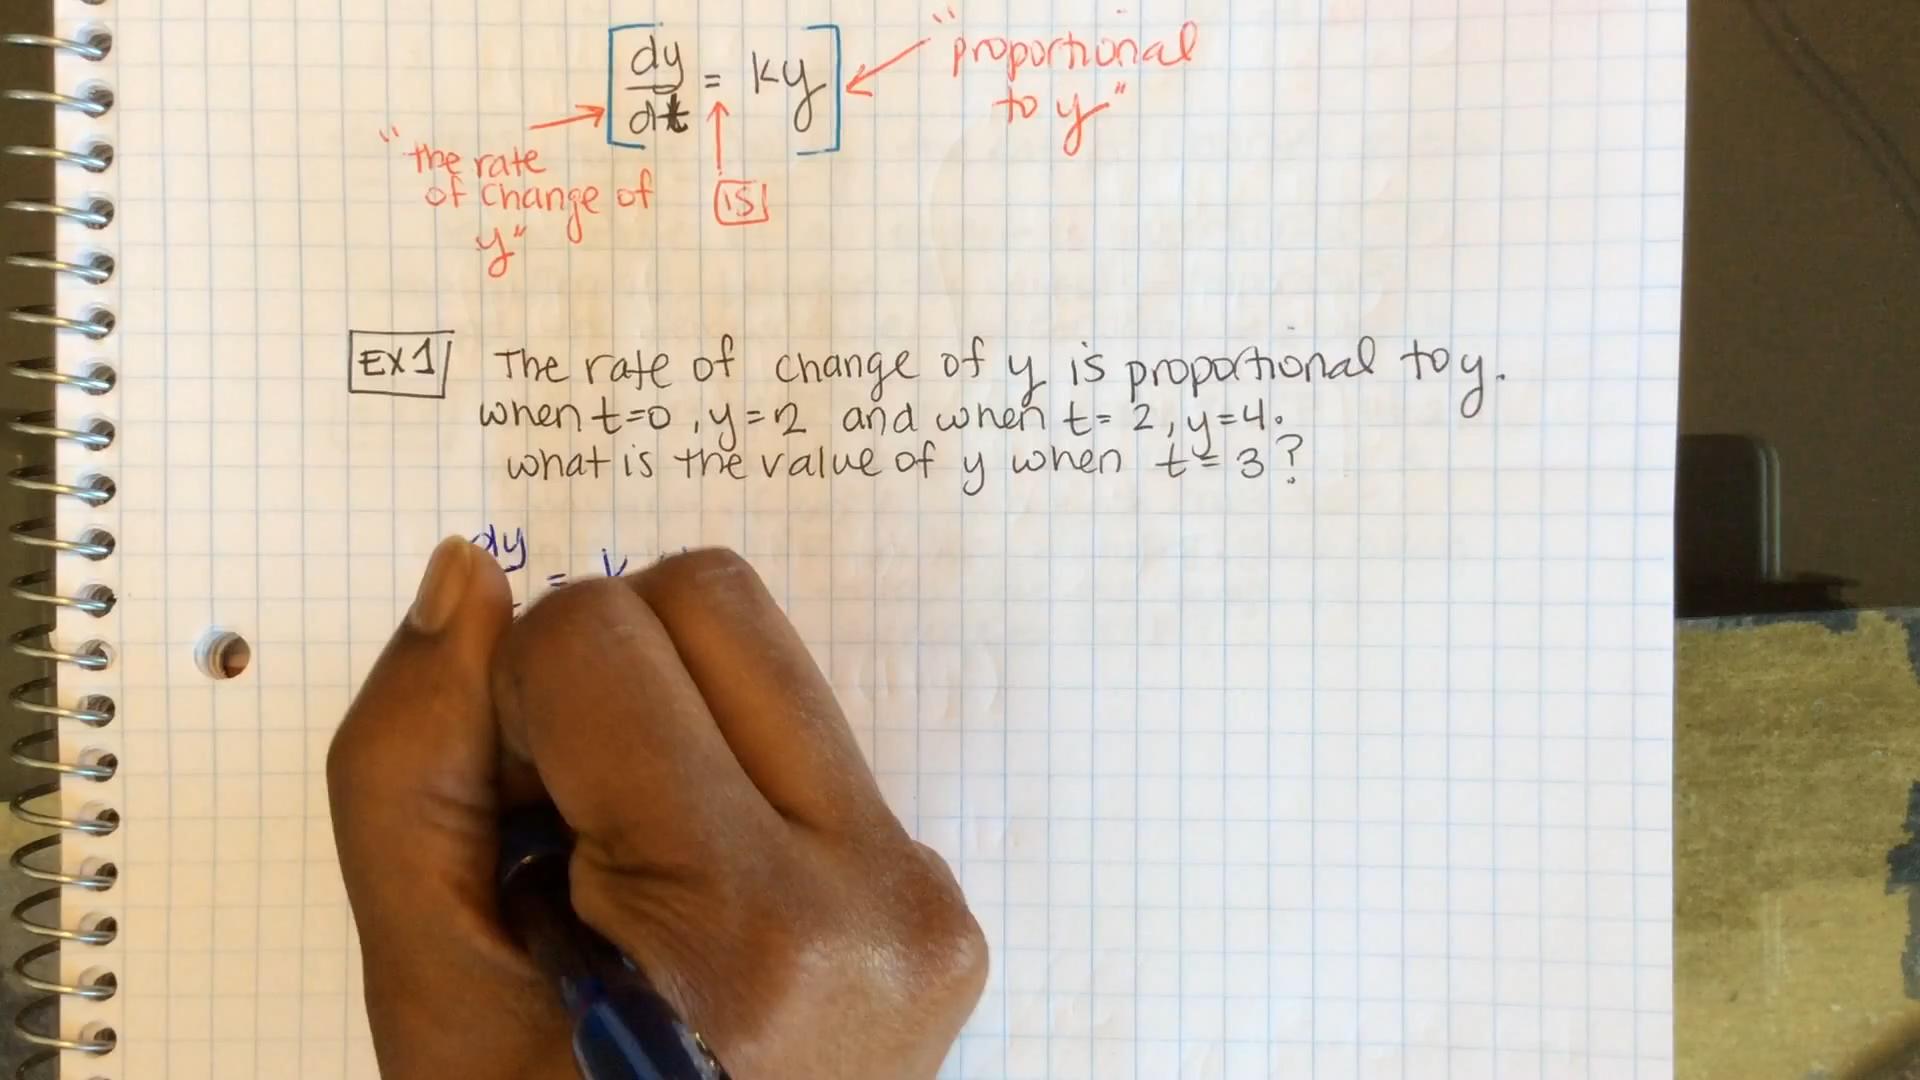 dy
dt = ky
"proportional
to y"
"the rate
of change of
y"
is
EX1
The rate of change of y is proportional to y.
when t=0, y=2 and when t=2, y=4.
what is the value of y when t=3?
dy
= k